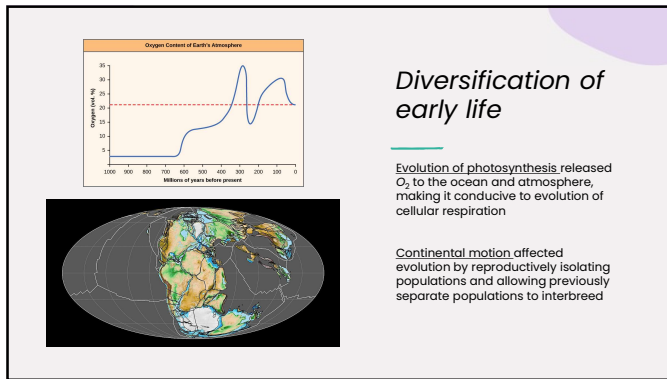 Oxygen Content of Earth's Atmosphere
35
30
25
20
15
10
5
Oxygen (vol. %)
1000 900 800 700 600 500 400 300 200 100 0
Millions of years before present
Diversification of
early life
Evolution of photosynthesis released
O₂ to the ocean and atmosphere,
making it conducive to evolution of
cellular respiration
Continental motion affected
evolution by reproductively isolating
populations and allowing previously
separate populations to interbreed